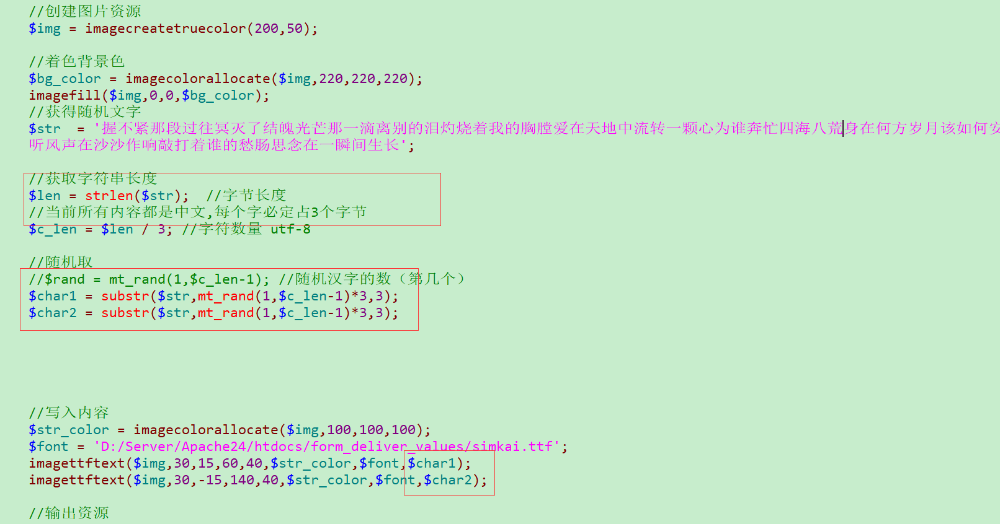 //创建图片资源
$img = imagecreatetruecolor(200,50);
//着色背景色
$bg_color = imagecolorallocate($img,220,220,220);
imagefill($img,0,0,$bg_color);
//获得随机文字
$str  = '握不紧那段过往冥灭了结魄光芒那一滴离别的泪灼烧着我的胸膛爱在天地中流转一颗心为谁奔忙四海八荒身在何方岁月该如何安
听风声在沙沙作响敲打着谁的愁肠思念在一瞬间生长';
//获取字符串长度
$len = strlen($str);  //字节长度
//当前所有内容都是中文,每个字必定占3个字节
$c_len = $len / 3; //字符数量 utf-8
//随机取
//$rand = mt_rand(1,$c_len-1); //随机汉字的数（第几个）
$char1 = substr($str,mt_rand(1,$c_len-1)*3,3);
$char2 = substr($str,mt_rand(1,$c_len-1)*3,3);
//写入内容
$str_color = imagecolorallocate($img,100,100,100);
$font = 'D:/Server/Apache24/htdocs/form_deliver_values/simkai.ttf';
imagettftext($img,30,15,60,40,$str_color,$font,$char1);
imagettftext($img,30,-15,140,40,$str_color,$font,$char2);
//输出资源